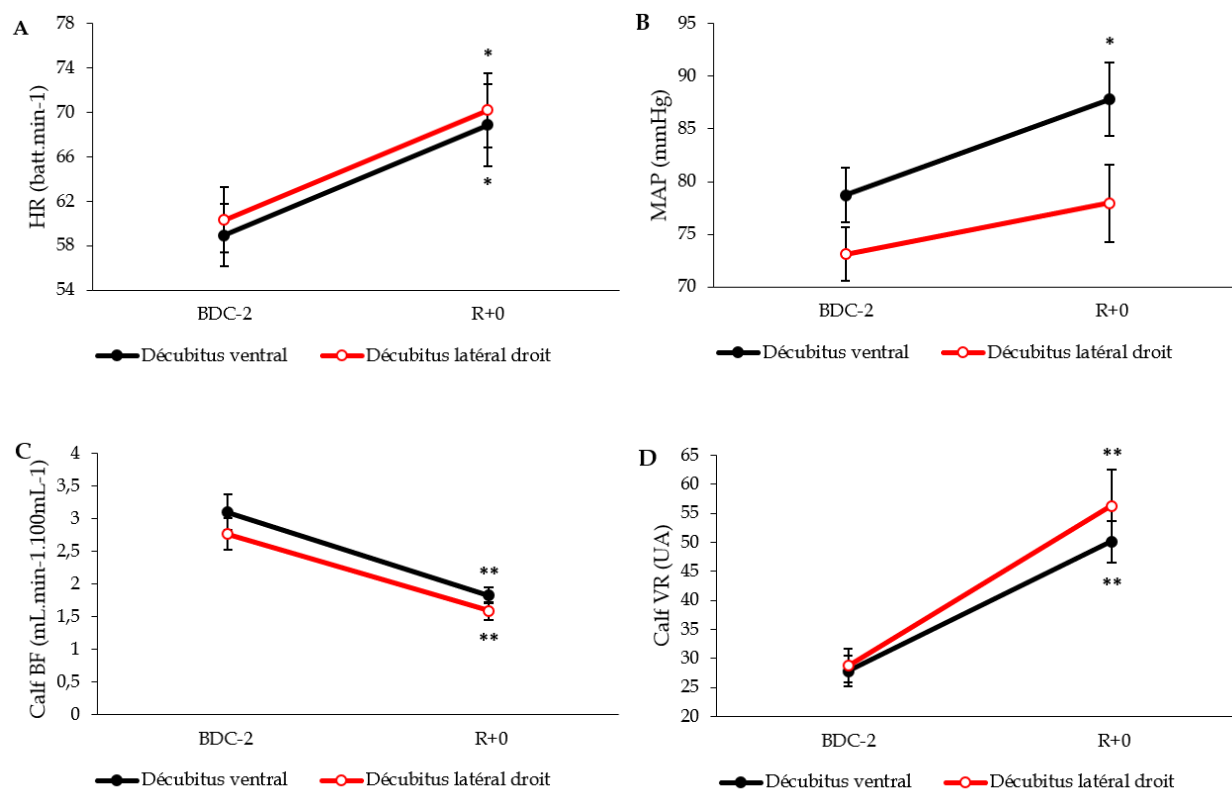 A
HR (batt.min-1)
78
74
70
66
62
58
54
*
*
BDC-2
R+0
Décubitus ventral
Décubitus latéral droit
B
MAP (mmHg)
95
90
85
80
75
70
*
BDC-2
R+0
Décubitus ventral
Décubitus latéral droit
C
Calf BF (mL.min-1.100mL-1)
4
3,5
3
2,5
2
1,5
1
0,5
0
**
**
BDC-2
R+0
Décubitus ventral
Décubitus latéral droit
D
Calf VR (UA)
65
60
55
50
45
40
35
30
25
20
**
**
BDC-2
R+0
Décubitus ventral
Décubitus latéral droit